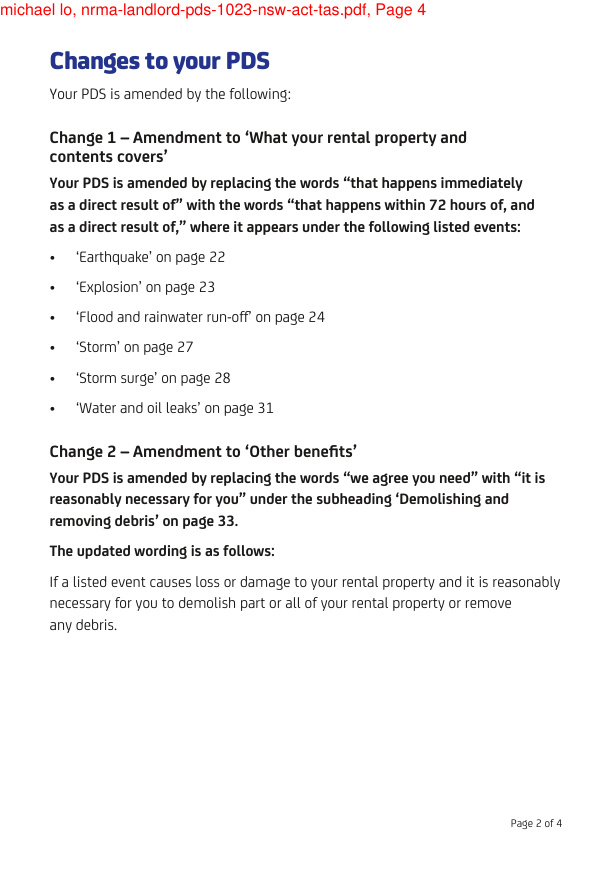 michael lo, nrma-landlord-pds-1023-nsw-act-tas.pdf, Page 4
Changes to your PDS
Your PDS is amended by the following:
Change 1 – Amendment to ‘What your rental property and
contents covers’
Your PDS is amended by replacing the words “that happens immediately
as a direct result of” with the words “that happens within 72 hours of, and
as a direct result of,” where it appears under the following listed events:
• ‘Earthquake’ on page 22
• ‘Explosion’ on page 23
• ‘Flood and rainwater run-off’ on page 24
• ‘Storm’ on page 27
• ‘Storm surge’ on page 28
• ‘Water and oil leaks’ on page 31
Change 2 – Amendment to ‘Other benefits’
Your PDS is amended by replacing the words “we agree you need” with “it is
reasonably necessary for you” under the subheading ‘Demolishing and
removing debris’ on page 33.
The updated wording is as follows:
If a listed event causes loss or damage to your rental property and it is reasonably
necessary for you to demolish part or all of your rental property or remove
any debris.
Page 2 of 4